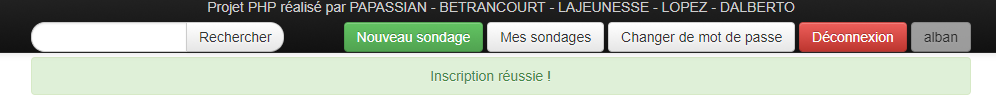 Projet PHP réalisé par PAPASSIAN - BETRANCOURT - LAJEUNESSE - LOPEZ - DALBERTO
Rechercher Nouveau sondage Mes sondages Changer de mot de passe Déconnexion alban
Inscription réussie !